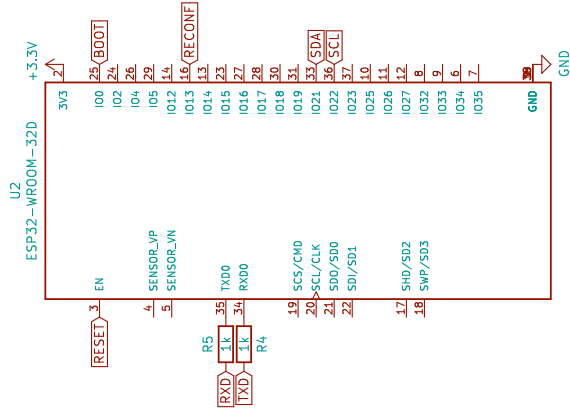 +3.3V
BOOT
RECONF
SDA
SCL
GND
2
25
24
26
29
14
16
13
23
27
28
30
31
33
36
37
10
11
12
8
9
6
7
3V3
IO0
IO2
IO4
IO5
IO12
IO13
IO14
IO15
IO16
IO17
IO18
IO19
IO21
IO22
IO23
IO25
IO26
IO27
IO32
IO33
IO34
IO35
GND
U2
ESP32-WROOM-32D
EN
SENSOR_VP
SENSOR_VN
TXD0
RXD0
SCS/CMD
SCL/CLK
SDO/SD0
SDI/SD1
SHD/SD2
SWP/SD3
3
4
5
35
34
19
20
21
22
17
18
RESET
R5
1k
1k
R4
RXD
TXD